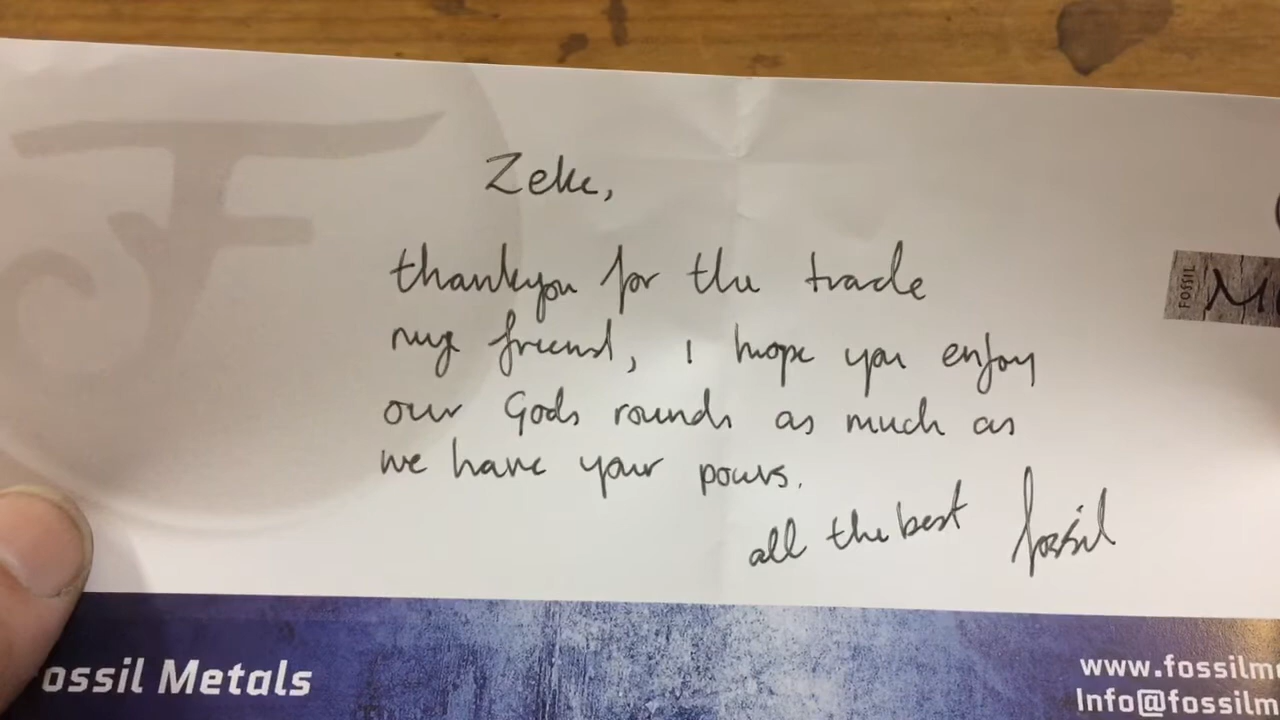 Zeke,
thankyou for the trade
my friend, I hope you enjoy
our Gods rounds as much as
we have your pours.
all the best fossil
FOSSIL
ossil Metals
www.fossilm
Info@fossilm